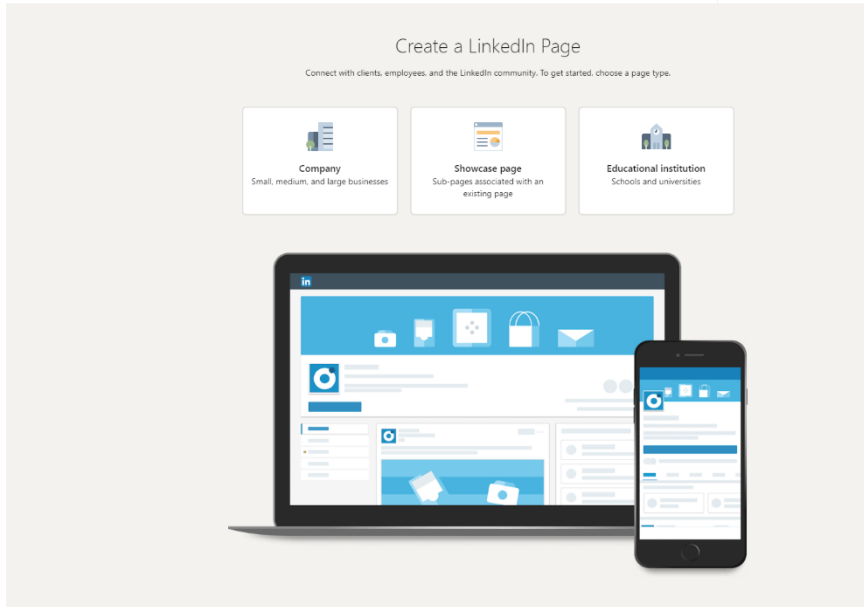 Create a LinkedIn Page
Connect with clients, employees, and the LinkedIn community. To get started, choose a page type.
Company
Small, medium, and large businesses
Showcase page
Sub-pages associated with an
existing page
Educational institution
Schools and universities
in